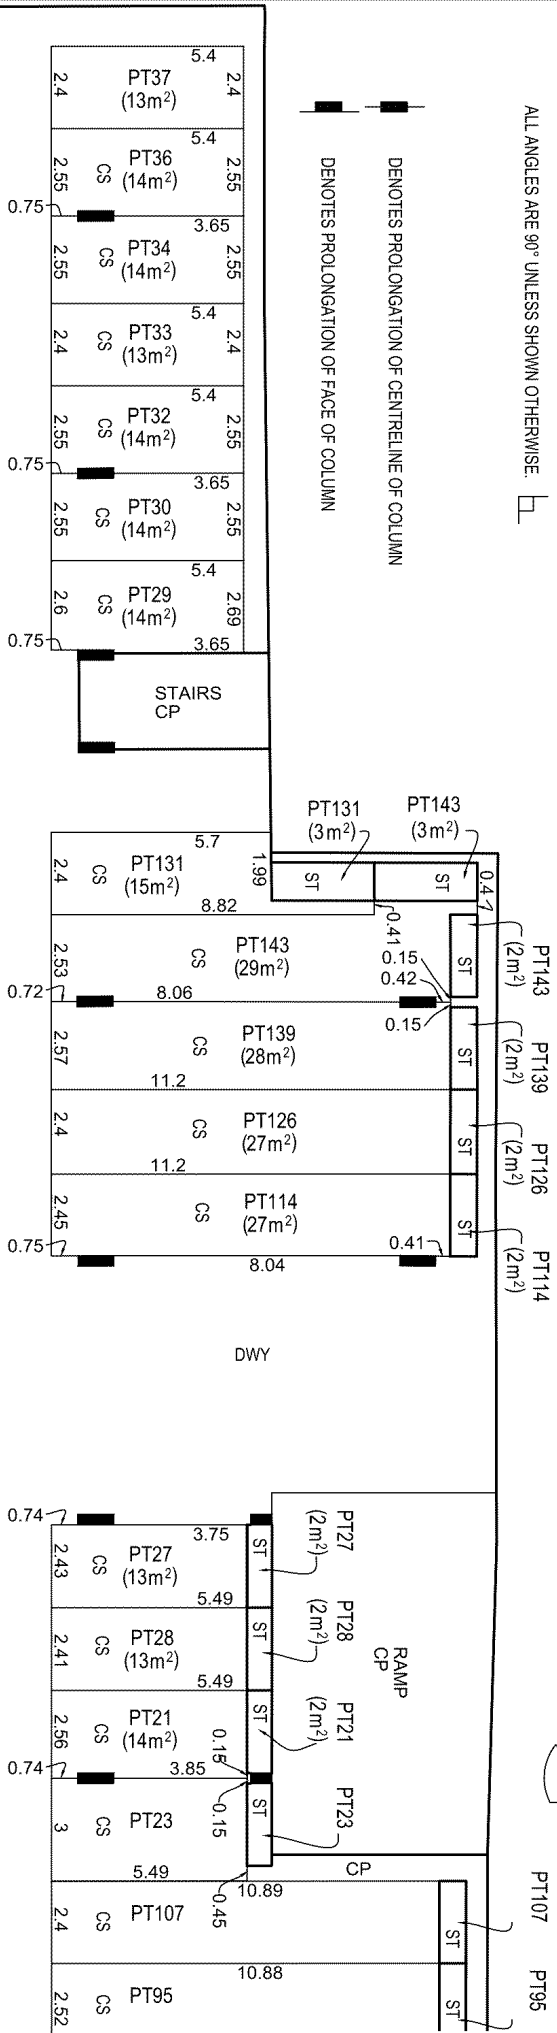 ALL ANGLES ARE 90° UNLESS SHOWN OTHERWISE.
DENOTES PROLONGATION OF CENTRELINE OF COLUMN
DENOTES PROLONGATION OF FACE OF COLUMN
5.4
2.4
PT37
(13m²)
2.4
5.4
2.55
PT36
(14m²)
CS
2.55
0.75
3.65
2.55
PT34
(14m²)
CS
2.55
5.4
2.4
PT33
(13m²)
CS
2.4
5.4
2.55
PT32
(14m²)
CS
2.55
0.75
3.65
2.55
PT30
(14m²)
CS
2.55
5.4
2.69
PT29
(14m²)
CS
2.6
0.75
3.65
STAIRS
CP
PT131
(3m²)
PT143
(3m²)
5.7
1.99
ST
ST
0.47
PT131
(15m²)
CS
2.4
8.82
0.41
PT143
(2m²)
ST
PT143
(29m²)
CS
2.53
0.15
0.42
0.72
8.06
0.15
PT139
(28m²)
CS
2.57
ST
PT139
(2m²)
11.2
PT126
(27m²)
CS
2.4
ST
PT126
(2m²)
11.2
PT114
(27m²)
CS
2.45
ST
PT114
(2m²)
0.75
0.41
8.04
DWY
0.74
3.75
PT27
(13m²)
CS
2.43
ST
PT27
(2m²)
5.49
PT28
(13m²)
CS
2.41
ST
PT28
(2m²)
RAMP
CP
5.49
PT21
(14m²)
CS
2.56
ST
PT21
(2m²)
0.15
0.74
3.85
0.15
PT23
CS
3
ST
PT23
5.49
0.45
CP
10.89
PT107
CS
2.4
ST
PT107
10.88
PT95
CS
2.52
ST
PT95